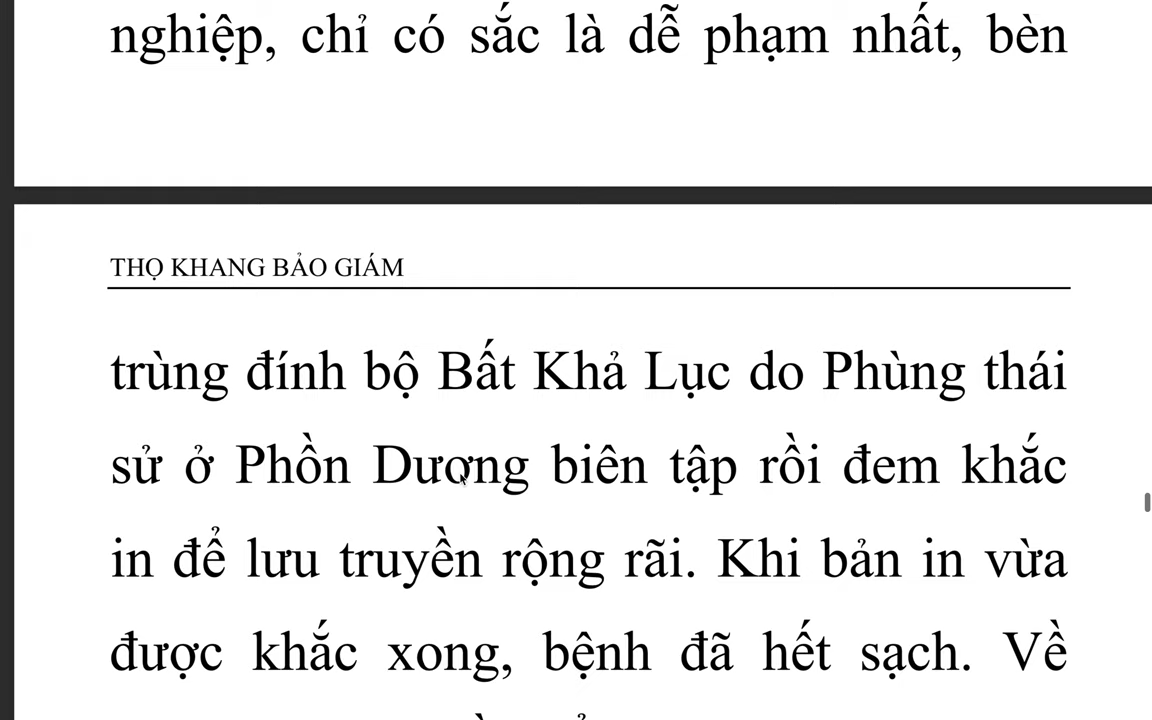 nghiệp, chỉ có sắc là dễ phạm nhất, bèn
THỌ KHANG BẢO GIÁM
trùng đính bộ Bất Khả Lục do Phùng thái
sử ở Phồn Dương biên tập rồi đem khắc
in để lưu truyền rộng rãi. Khi bản in vừa
được khắc xong, bệnh đã hết sạch. Về